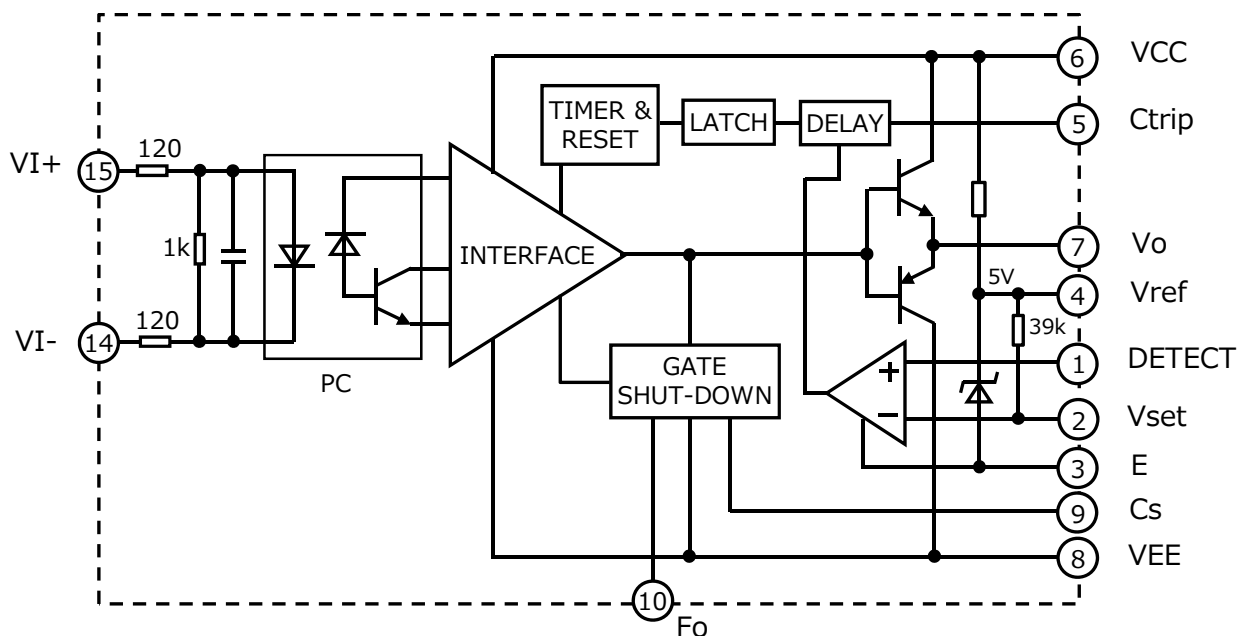 VCC
6
TIMER &
RESET
LATCH
DELAY
5
Ctrip
VI+
15
120
1k
INTERFACE
7
Vo
5V
4
Vref
39k
VI-
14
120
PC
GATE
SHUT-DOWN
+
−
1
DETECT
2
Vset
3
E
9
Cs
8
VEE
10
Fo